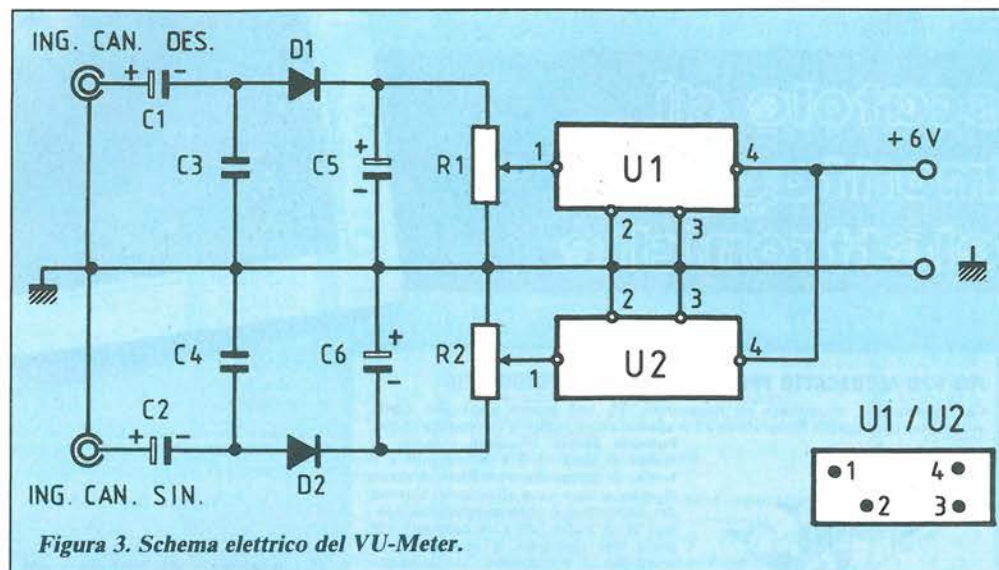 ING. CAN. DES.
+ -
C1
D1
C3
+
C5
-
R1
1
U1
4
2
3
+6V
C4
C6
+
-
R2
2
3
1
U2
4
C2
+ -
D2
ING. CAN. SIN.
U1 / U2
1 4
2 3
Figura 3. Schema elettrico del VU-Meter.